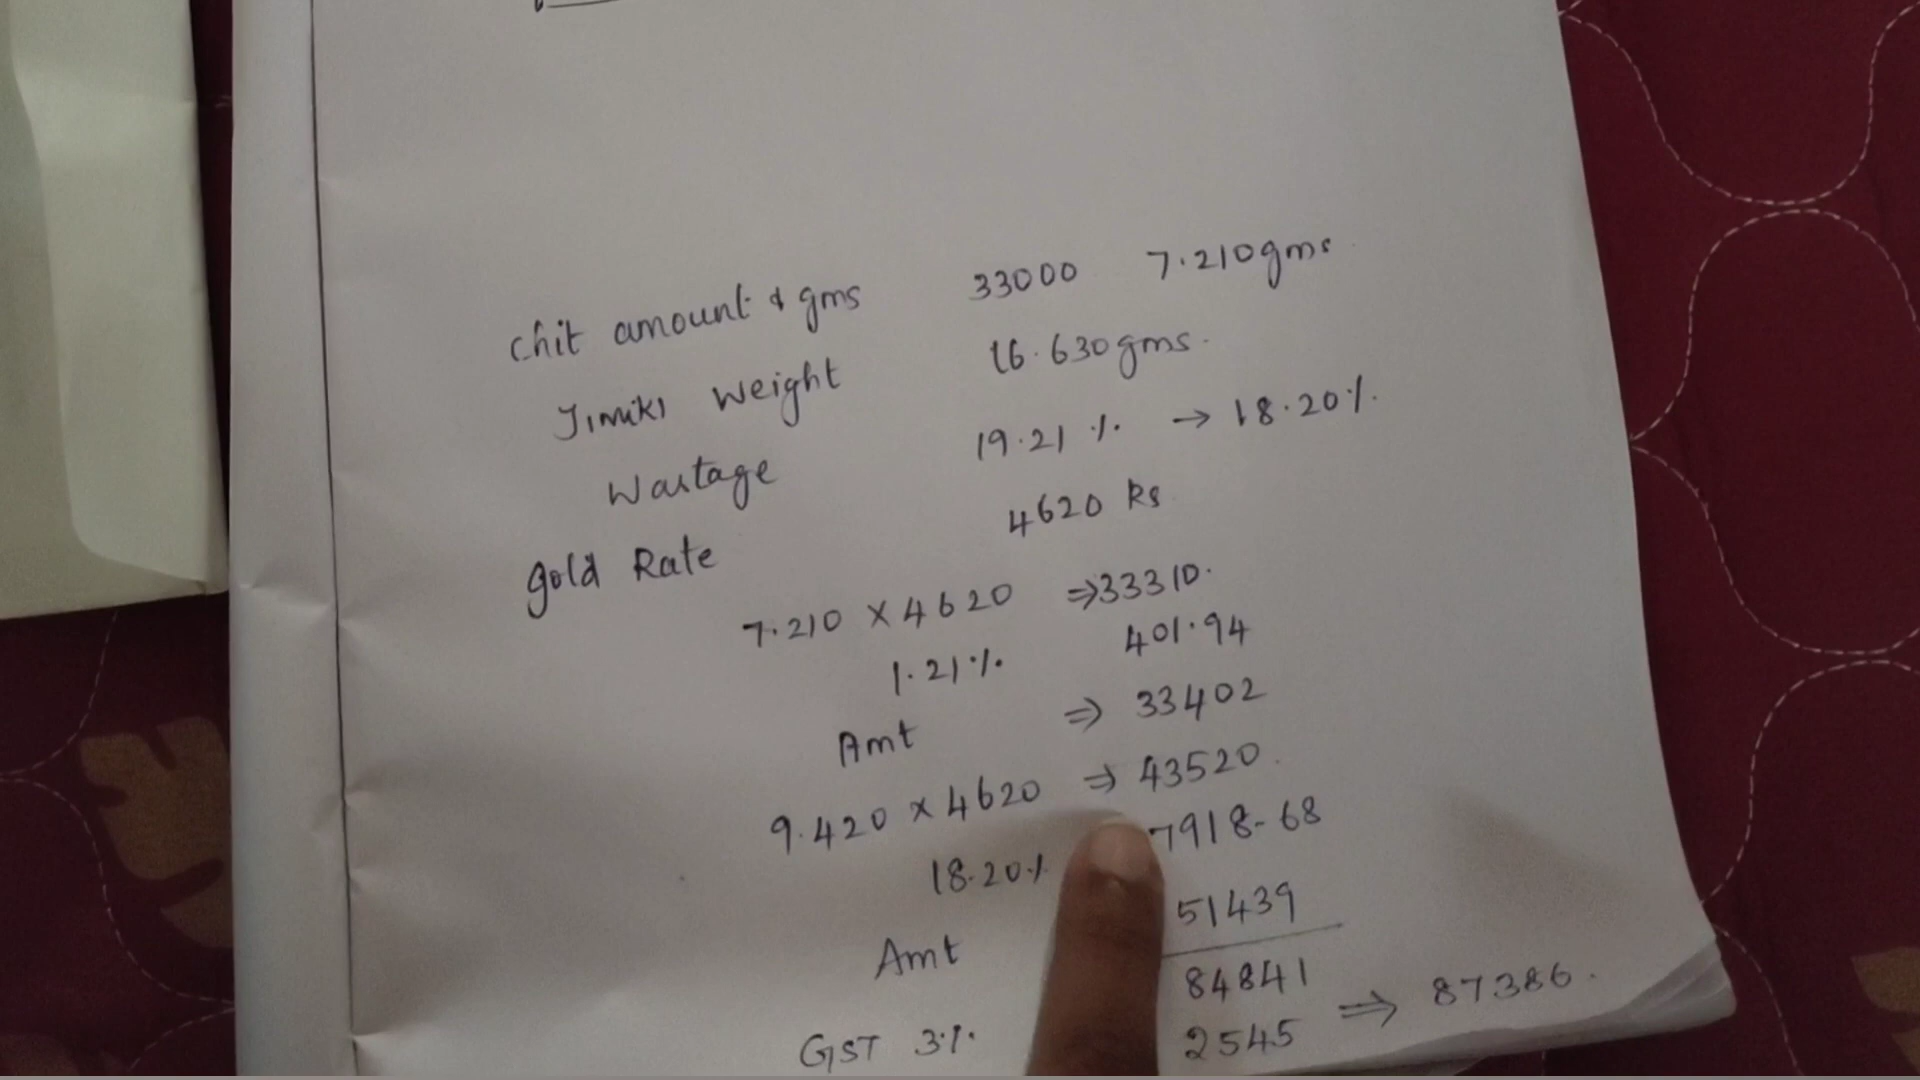 Chit amount & gms 33000 7.210gms
Jimiki Weight 16.630gms.
Wastage 19.21 % → 18.20%.
gold Rate 4620 Rs
7.210 x 4620 ⇒ 33310.
1.21% 401.94
Amt ⇒ 33402
9.420 x 4620 ⇒ 43520.
18.20% 7918-68
Amt 51439
84841
GST 3% 2545 ⇒ 87386.